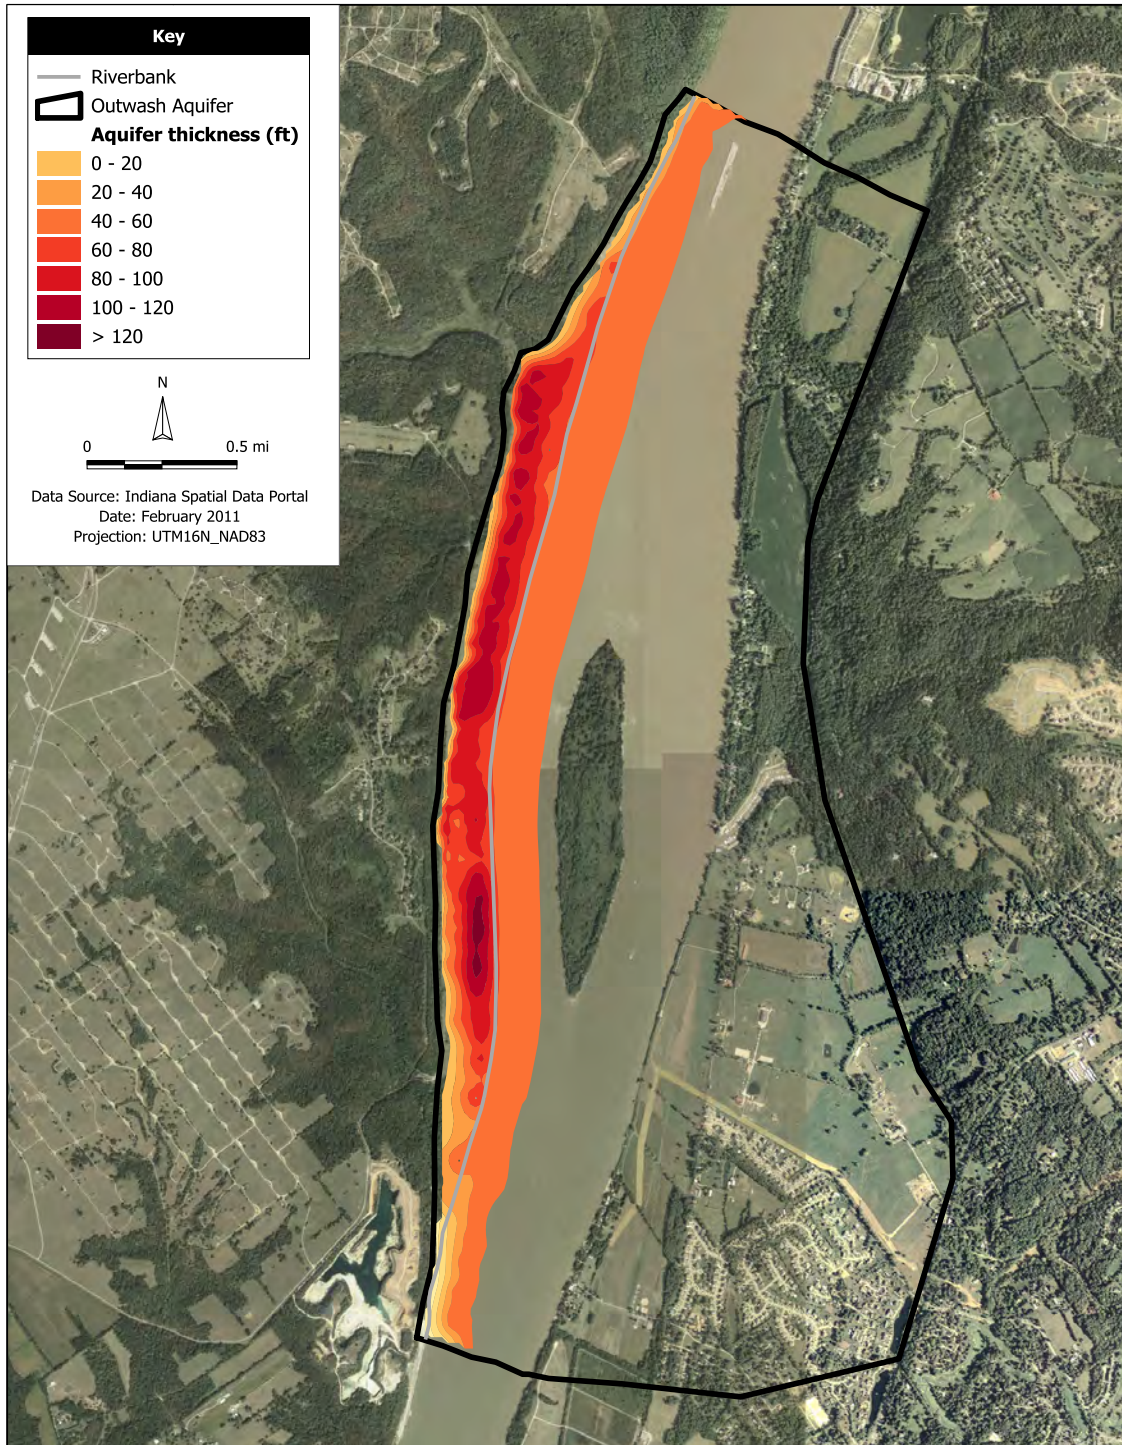 Key
Riverbank
Outwash Aquifer
Aquifer thickness (ft)
0 - 20
20 - 40
40 - 60
60 - 80
80 - 100
100 - 120
> 120
N
0 0.5 mi
Data Source: Indiana Spatial Data Portal
Date: February 2011
Projection: UTM16N_NAD83